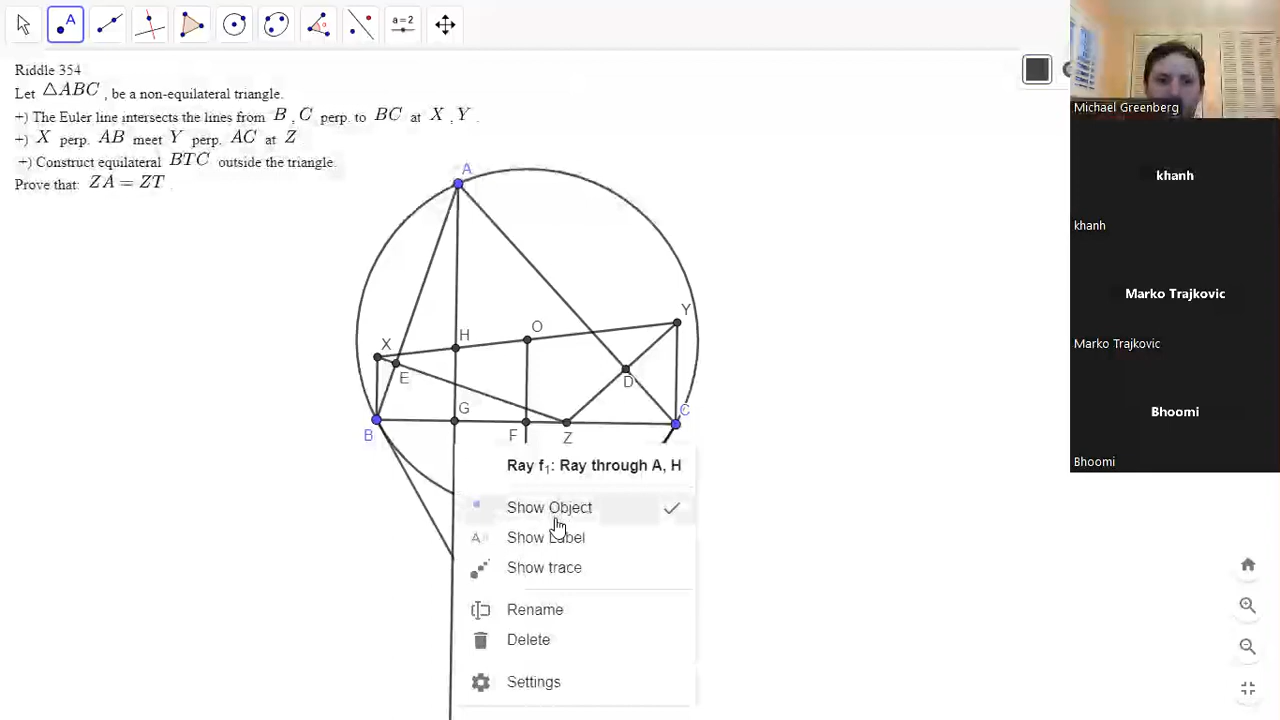 A
a=2
Riddle 354
Let △ABC , be a non-equilateral triangle.
+) The Euler line intersects the lines from B , C perp. to BC at X , Y .
+) X perp. AB meet Y perp. AC at Z
+) Construct equilateral BTC outside the triangle.
Prove that: ZA = ZT
A
Y
X
H
O
E
D
G
C
B
F
Z
Ray f₁: Ray through A, H
Show Object
A
Show Label
Show trace
Rename
Delete
Settings
Michael Greenberg
khanh
khanh
Marko Trajkovic
Marko Trajkovic
Bhoomi
Bhoomi